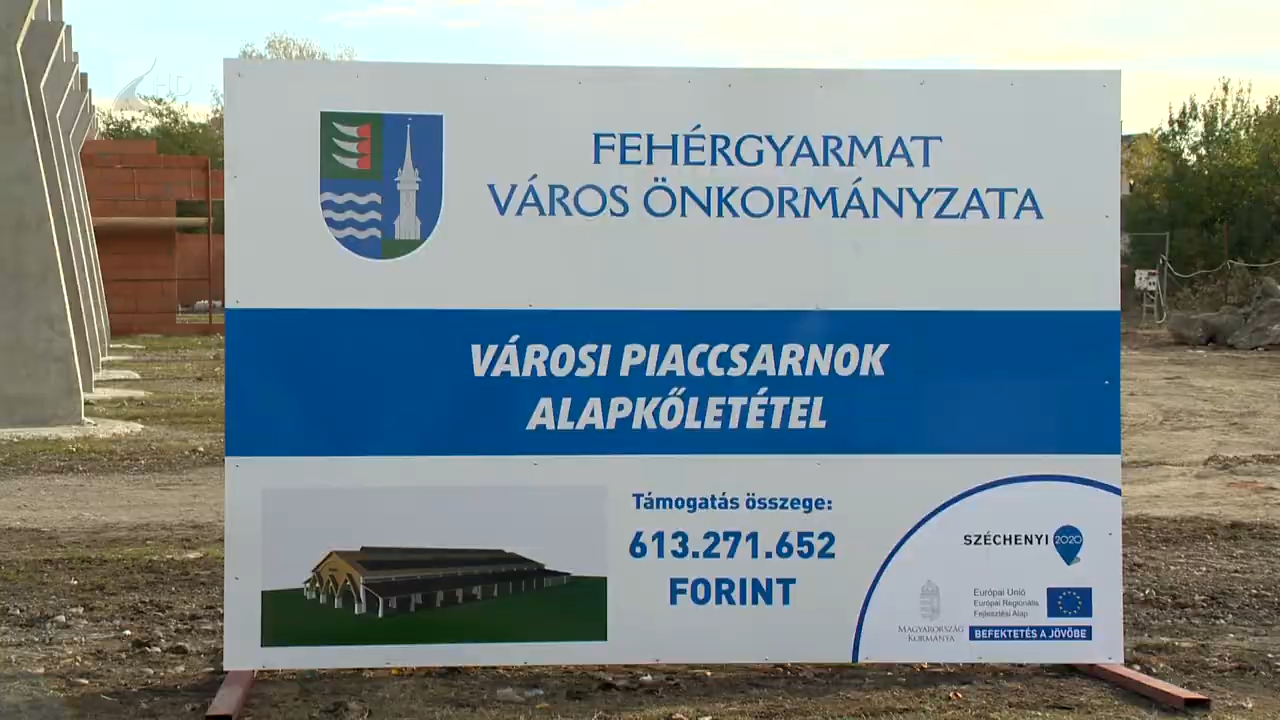 HD
FEHÉRGYARMAT
VÁROS ÖNKORMÁNYZATA
VÁROSI PIACCSARNOK
ALAPKŐLETÉTEL
Támogatás összege:
613.271.652
FORINT
SZÉCHENYI 2020
MAGYARORSZÁG
KORMÁNYA
Európai Unió
Európai Regionális
Fejlesztési Alap
BEFEKTETÉS A JÖVŐBE